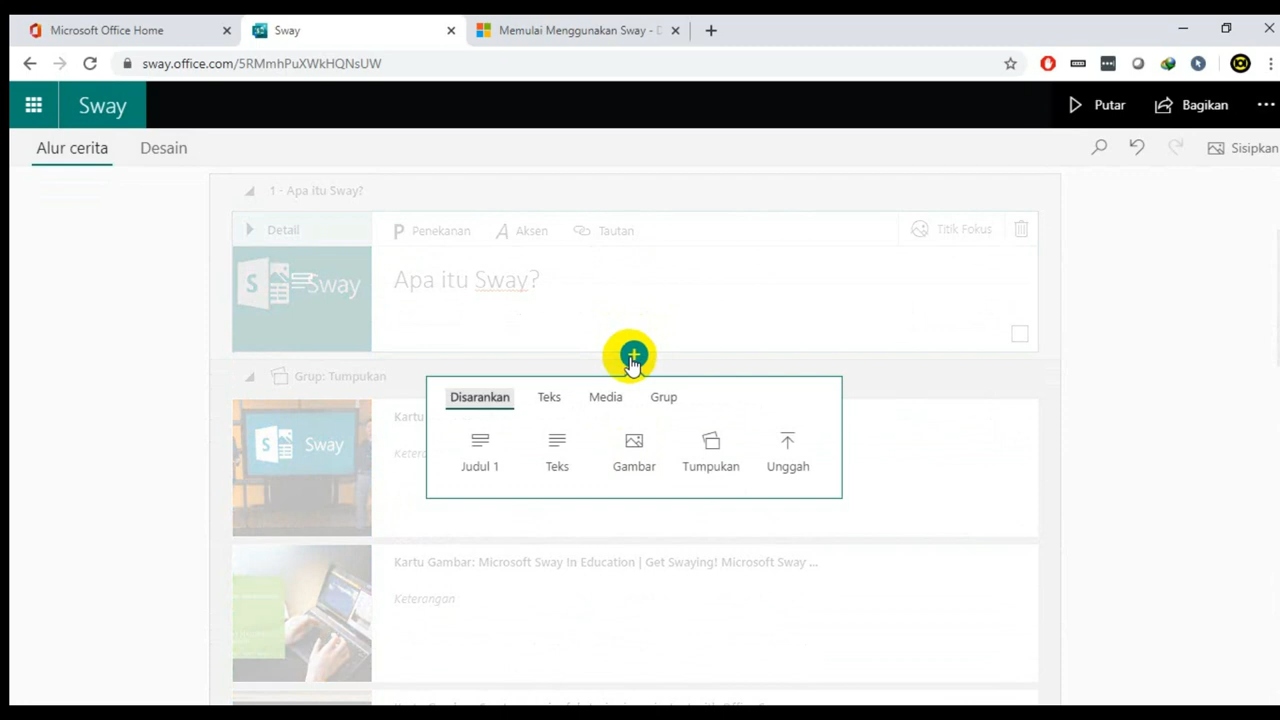 Microsoft Office Home
Sway
Memulai Menggunakan Sway -
sway.office.com/5RMmhPuXWkHQNsUW
Sway
Putar
Bagikan
Alur cerita
Desain
Sisipkan
1 - Apa itu Sway?
Detail
P Penekanan
A Aksen
Tautan
Titik Fokus
S Sway
Apa itu Sway?
Grup: Tumpukan
Disarankan
Teks
Media
Grup
Judul 1
Teks
Gambar
Tumpukan
Unggah
S Sway
Kartu
Kartu Gambar: Microsoft Sway In Education | Get Swaying! Microsoft Sway ...
Keterangan